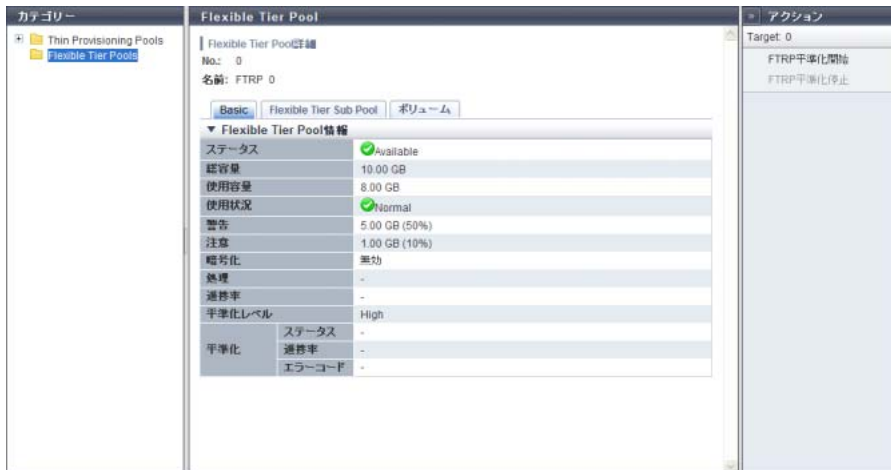 カテゴリー
Thin Provisioning Pools
Flexible Tier Pools
Flexible Tier Pool
Flexible Tier Pool詳細
No.: 0
名前: FTRP 0
Basic Flexible Tier Sub Pool ボリューム
▼ Flexible Tier Pool情報
ステータス Available
総容量 10.00 GB
使用容量 8.00 GB
使用状況 Normal
警告 5.00 GB (50%)
注意 1.00 GB (10%)
暗号化 無効
処理 -
進捗率 -
平準化レベル High
平準化 ステータス -
進捗率 -
エラーコード -
アクション
Target: 0
FTRP平準化開始
FTRP平準化停止